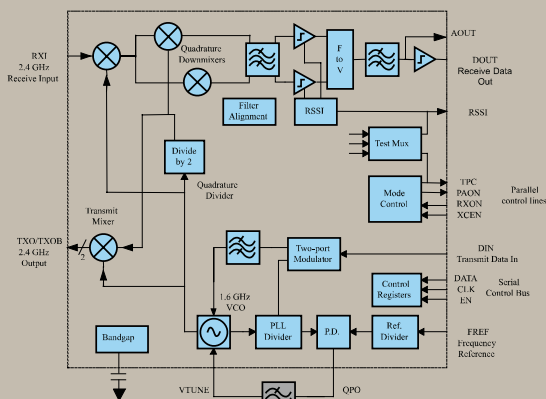 RXI
2.4 GHz
Receive Input
Quadrature
Downmixers
F
to
V
AOUT
DOUT
Receive Data
Out
Filter
Alignment
RSSI
RSSI
Test Mux
Divide
by 2
Quadrature
Divider
Mode
Control
TPC
PAON
RXON
XCEN
Parallel
control lines
Transmit
Mixer
TXO/TXOB
2.4 GHz
Output
2
Two-port
Modulator
DIN
Transmit Data In
1.6 GHz
VCO
Control
Registers
DATA
CLK
EN
Serial
Control Bus
Bandgap
PLL
Divider
P.D.
Ref.
Divider
FREF
Frequency
Reference
VTUNE
QPO